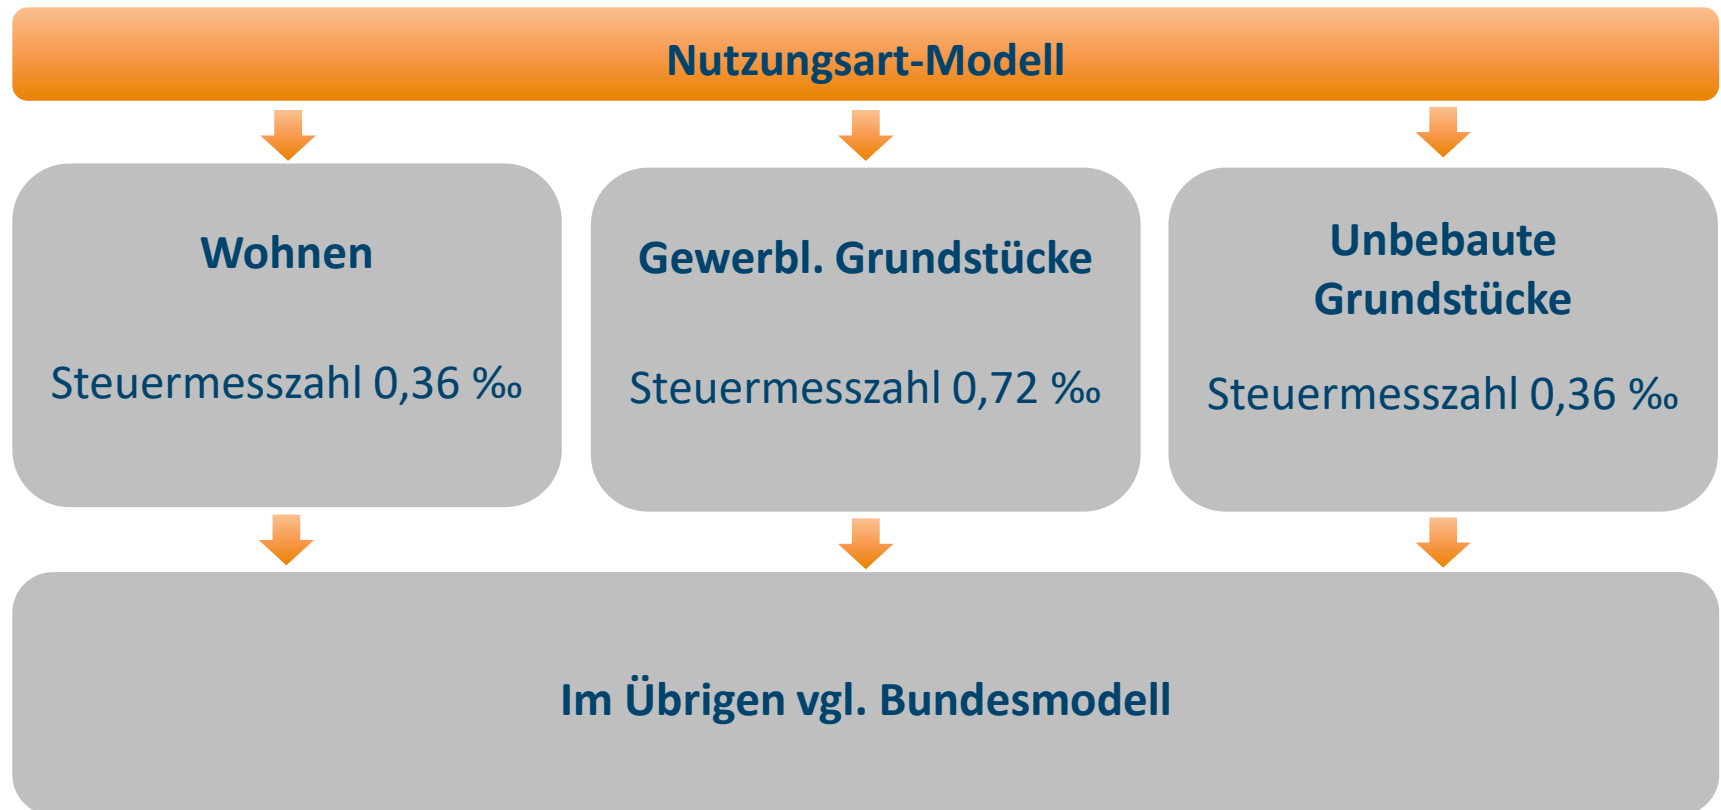 Nutzungsart-Modell
Wohnen
Steuermesszahl 0,36 ‰
Gewerbl. Grundstücke
Steuermesszahl 0,72 ‰
Unbebaute
Grundstücke
Steuermesszahl 0,36 ‰
Im Übrigen vgl. Bundesmodell